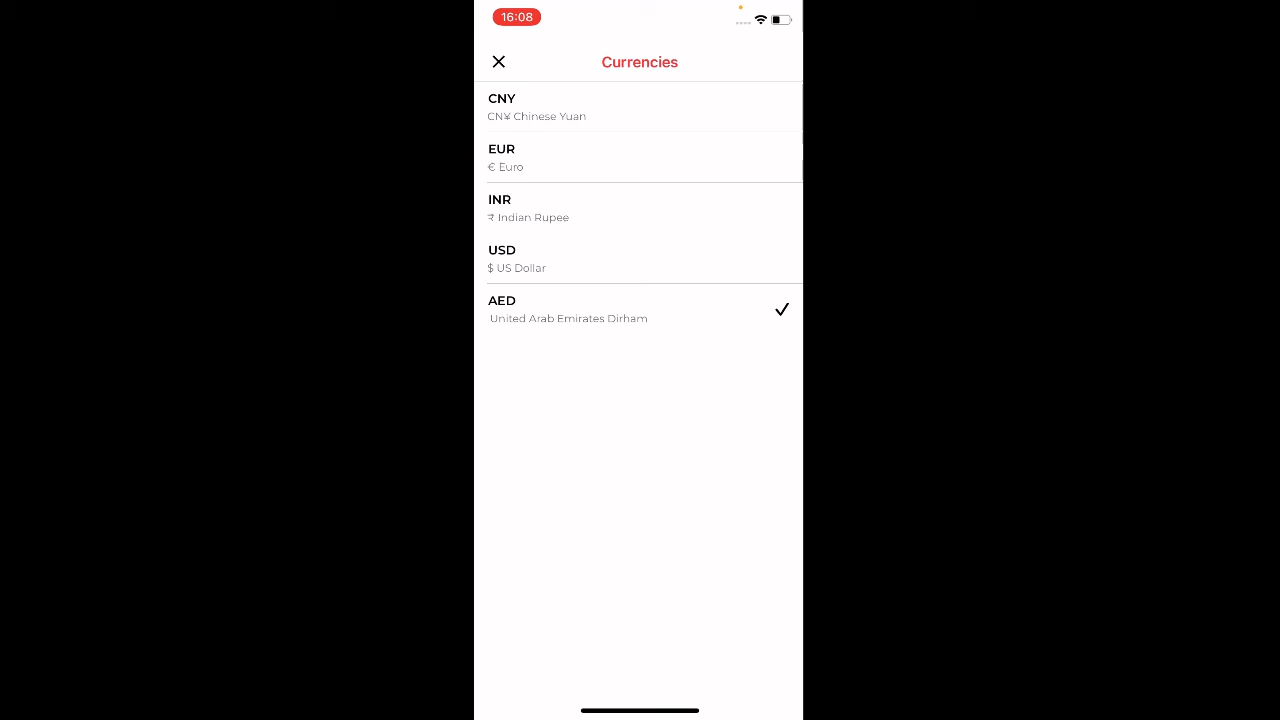 16:08
Currencies
CNY
CN¥ Chinese Yuan
EUR
€ Euro
INR
₹ Indian Rupee
USD
$ US Dollar
AED
United Arab Emirates Dirham